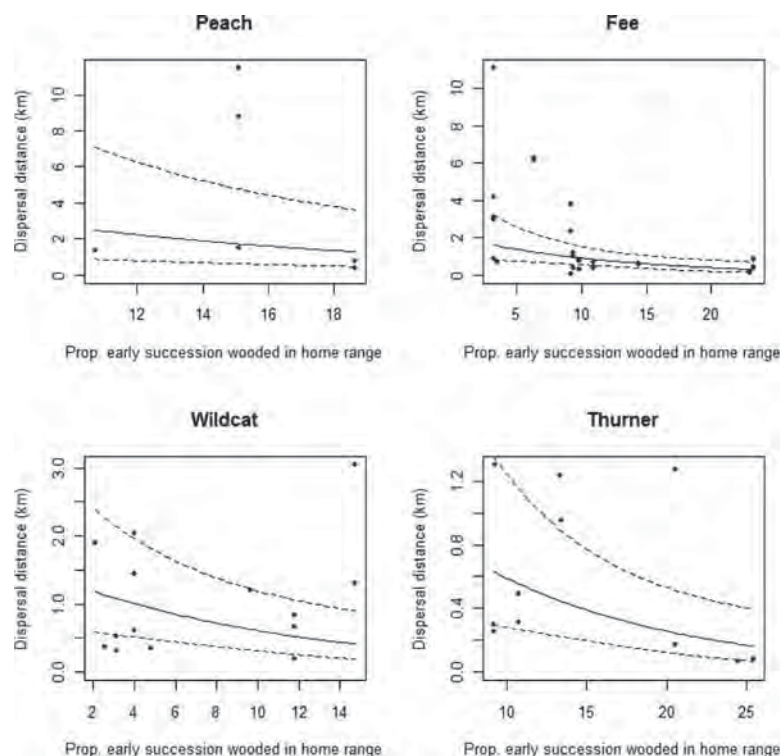 Peach
Dispersal distance (km)
0 2 4 6 8 10
12 14 16 18
Prop. early succession wooded in home range
Fee
Dispersal distance (km)
0 2 4 6 8 10
5 10 15 20
Prop. early succession wooded in home range
Wildcat
Dispersal distance (km)
0.0 1.0 2.0 3.0
2 4 6 8 10 12 14
Prop. early succession wooded in home range
Thurner
Dispersal distance (km)
0.0 0.4 0.8 1.2
10 15 20 25
Prop. early succession wooded in home range